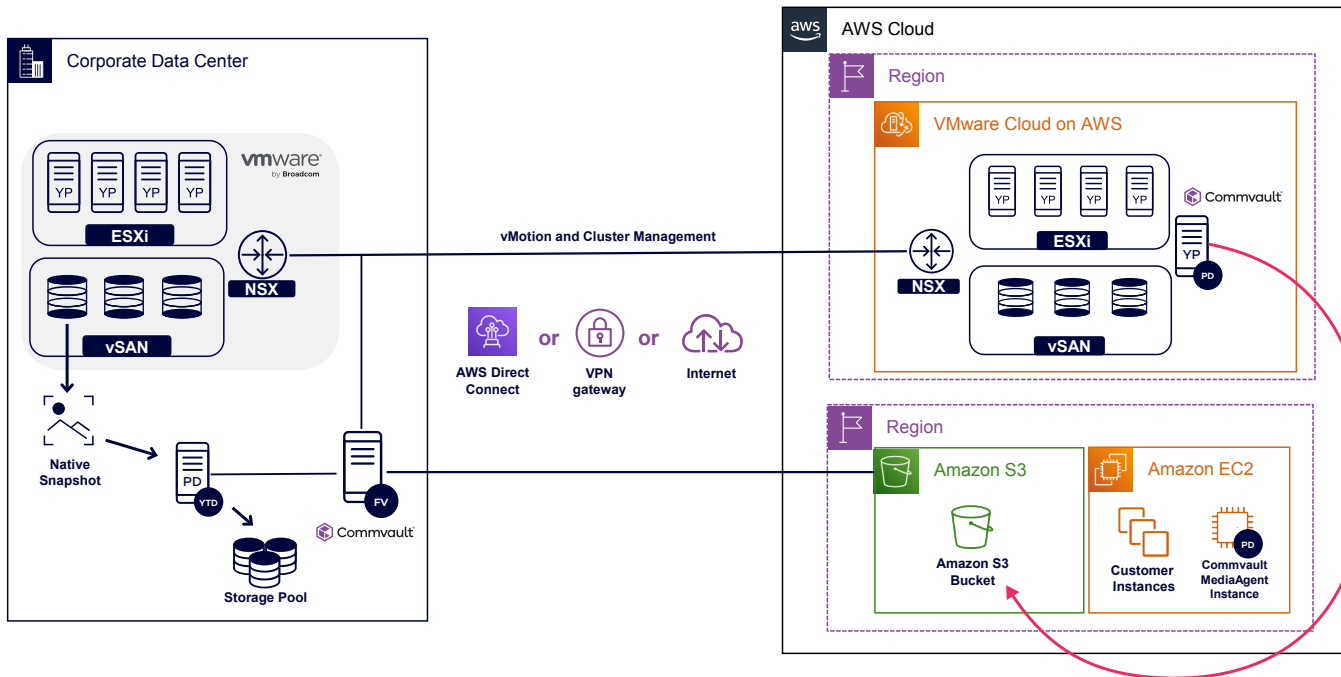 Corporate Data Center
vmware®
by Broadcom
YP YP YP YP
ESXi
NSX
vSAN
Native
Snapshot
PD
YTD
FV
Commvault®
Storage Pool
vMotion and Cluster Management
or
or
AWS Direct
Connect
VPN
gateway
Internet
aws
AWS Cloud
Region
VMware Cloud on AWS
YP YP YP YP
ESXi
Commvault®
YP
PD
NSX
vSAN
Region
Amazon S3
Amazon S3
Bucket
Amazon EC2
Customer
Instances
PD
Commvault
MediaAgent
Instance